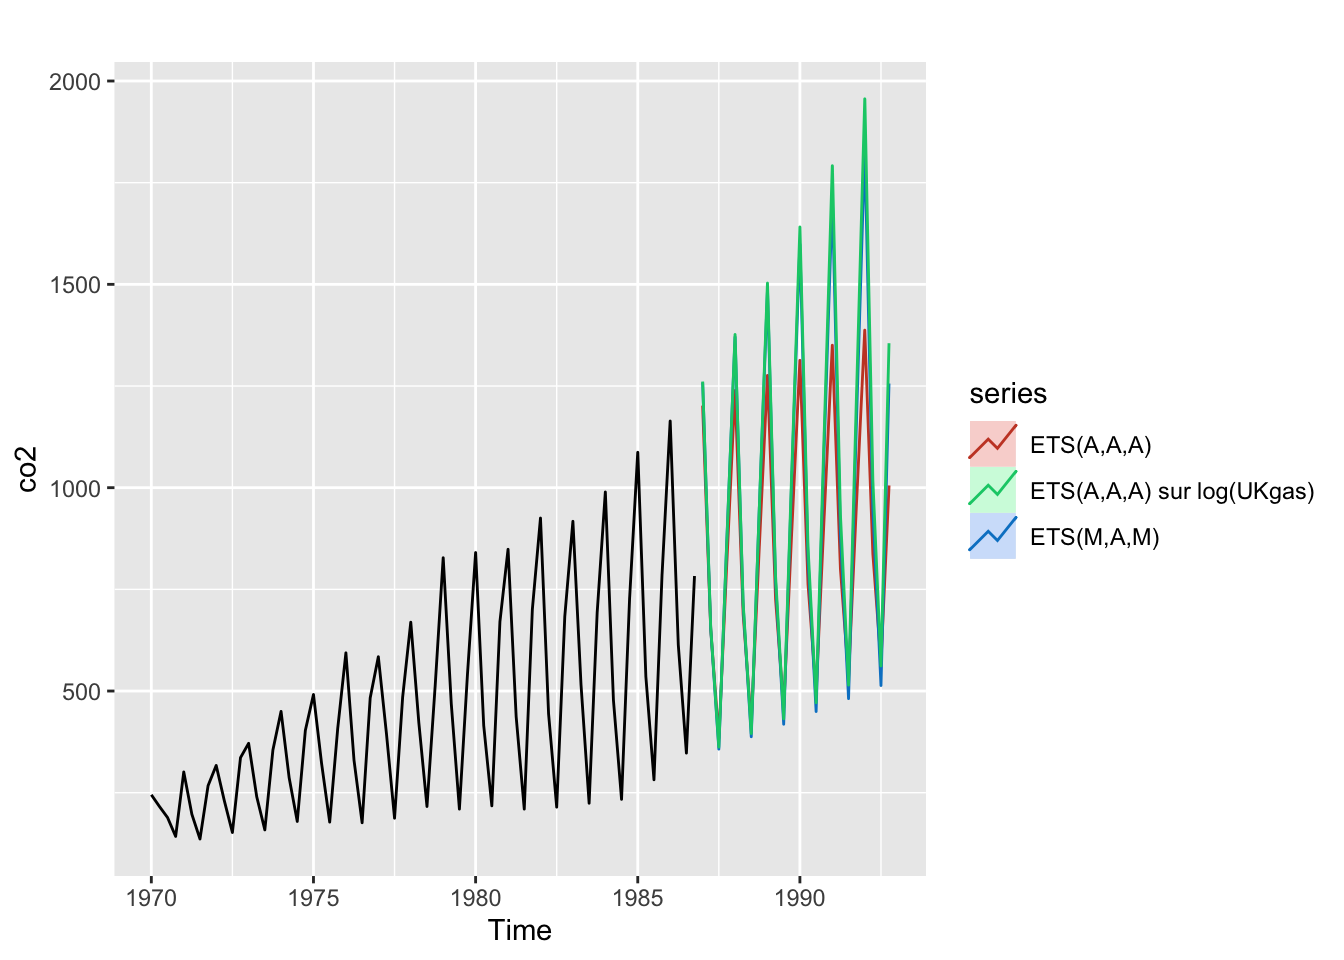 2000
1500
1000
500
co2
1970
1975
1980
1985
1990
Time
series
ETS(A,A,A)
ETS(A,A,A) sur log(UKgas)
ETS(M,A,M)